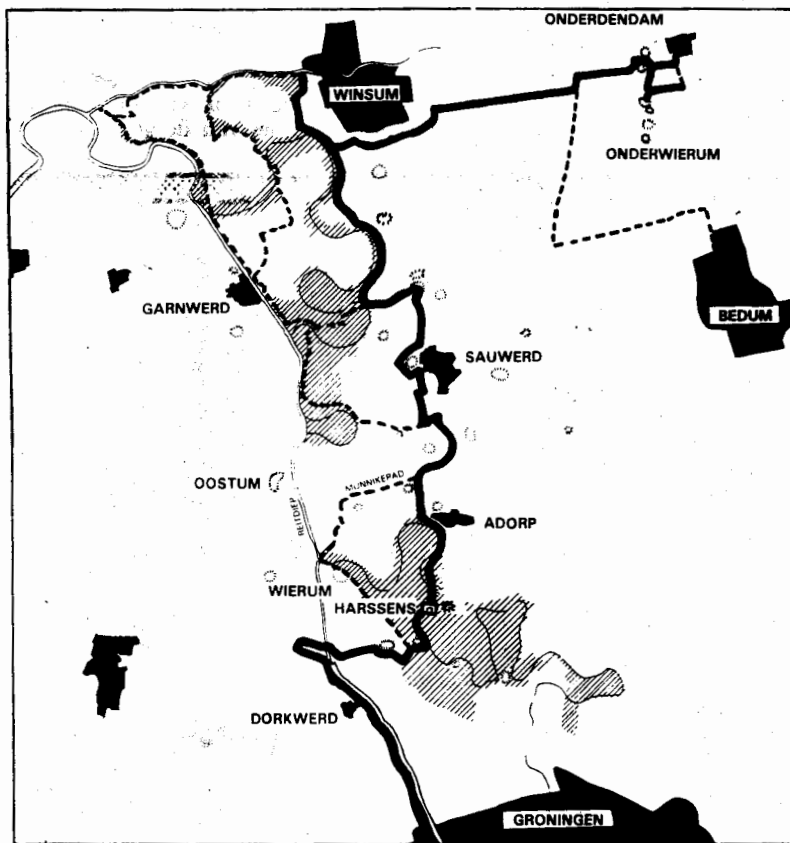 ONDERDENDAM
WINSUM
ONDERWIERUM
GARNWERD
BEDUM
SAUWERD
MUNNIKEPAD
OOSTUM
REITDIEP
ADORP
WIERUM
HARSSENS
DORKWERD
GRONINGEN